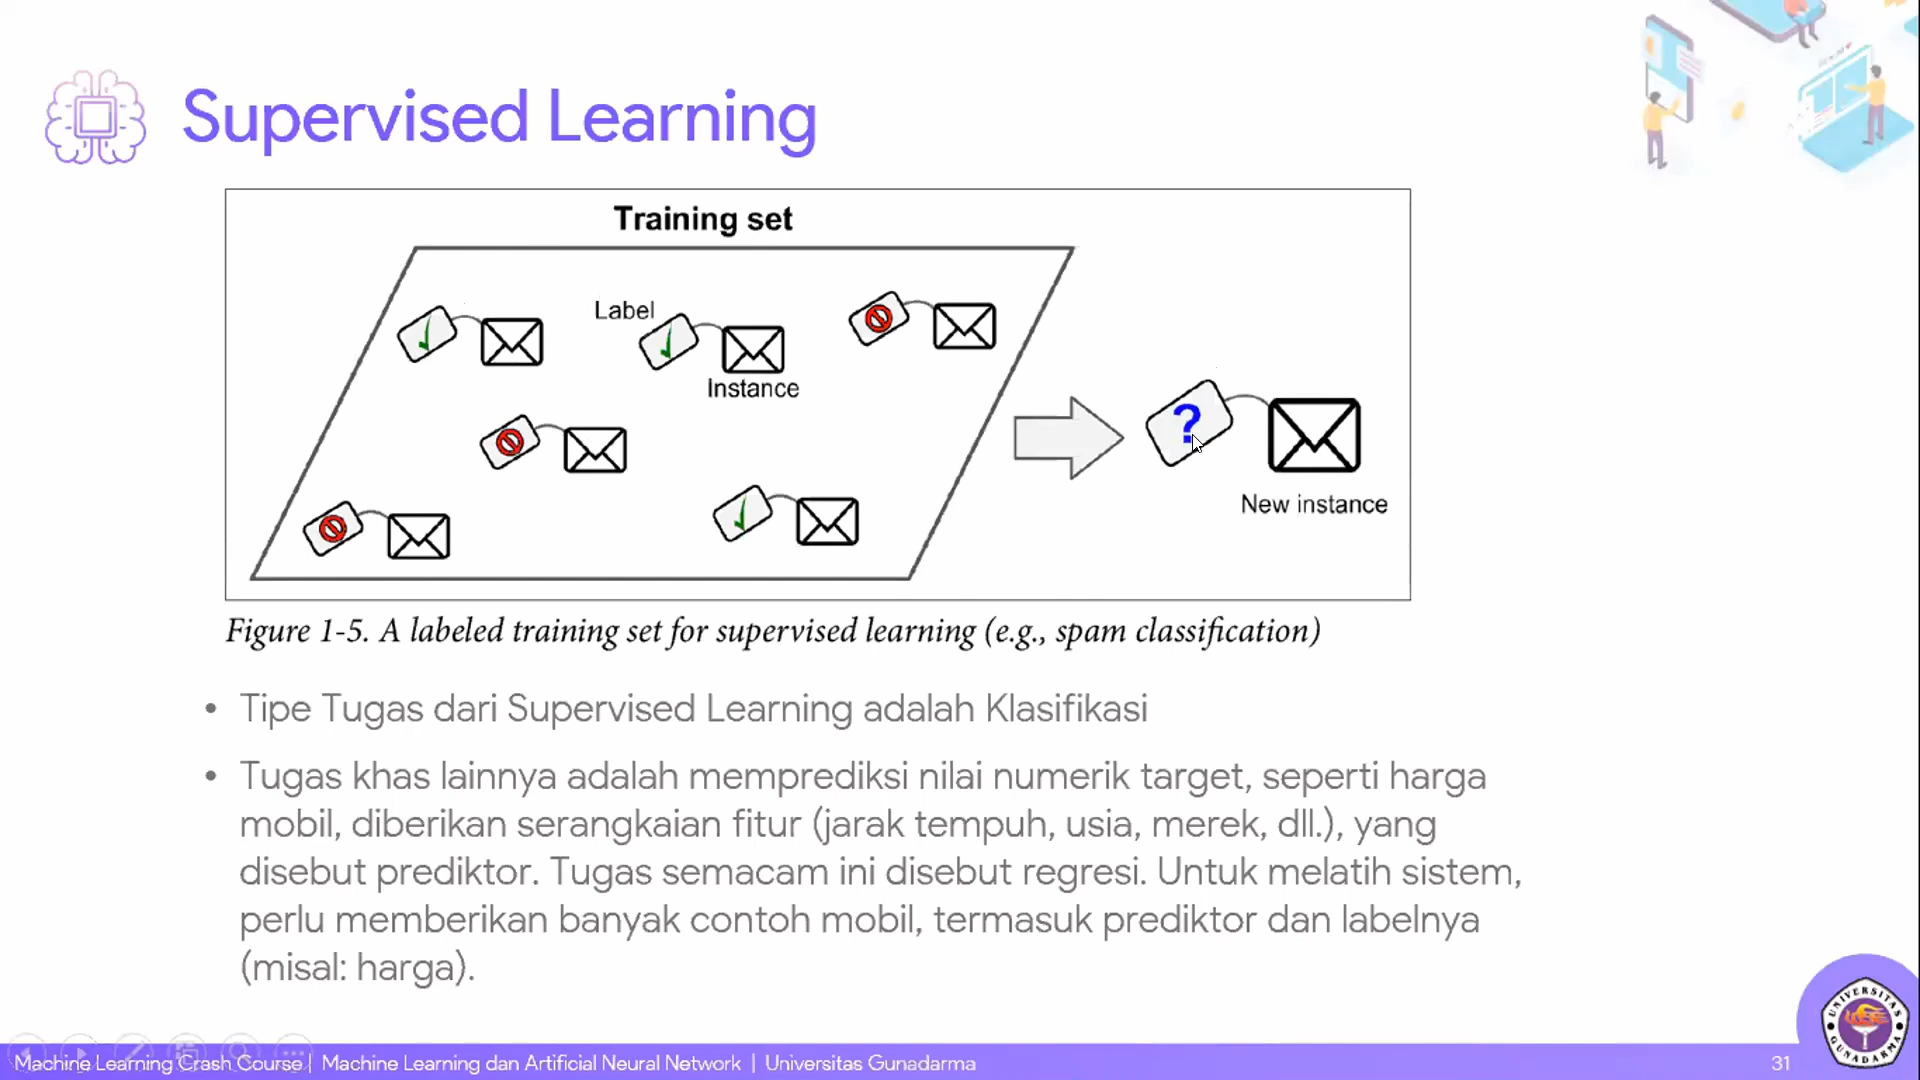 Supervised Learning
Training set
Label
Instance
?
New instance
Figure 1-5. A labeled training set for supervised learning (e.g., spam classification)
• Tipe Tugas dari Supervised Learning adalah Klasifikasi
• Tugas khas lainnya adalah memprediksi nilai numerik target, seperti harga
mobil, diberikan serangkaian fitur (jarak tempuh, usia, merek, dll.), yang
disebut prediktor. Tugas semacam ini disebut regresi. Untuk melatih sistem,
perlu memberikan banyak contoh mobil, termasuk prediktor dan labelnya
(misal: harga).
Machine Learning Crash Course | Machine Learning dan Artificial Neural Network | Universitas Gunadarma
31
UNIVERSITAS
GUNADARMA